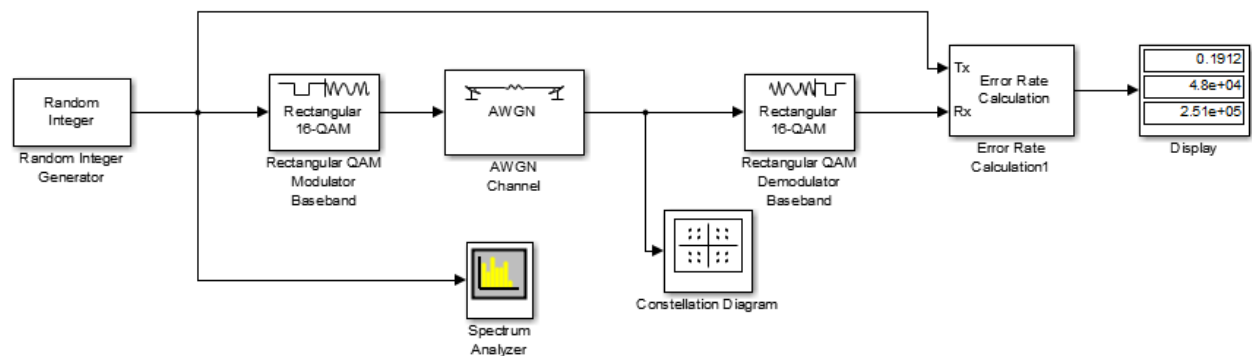 Random
Integer
Random Integer
Generator
Rectangular
16-QAM
Rectangular QAM
Modulator
Baseband
AWGN
AWGN
Channel
Rectangular
16-QAM
Rectangular QAM
Demodulator
Baseband
Tx
Rx
Error Rate
Calculation
Error Rate
Calculation1
0.1912
4.8e+04
2.51e+05
Display
Constellation Diagram
Spectrum
Analyzer